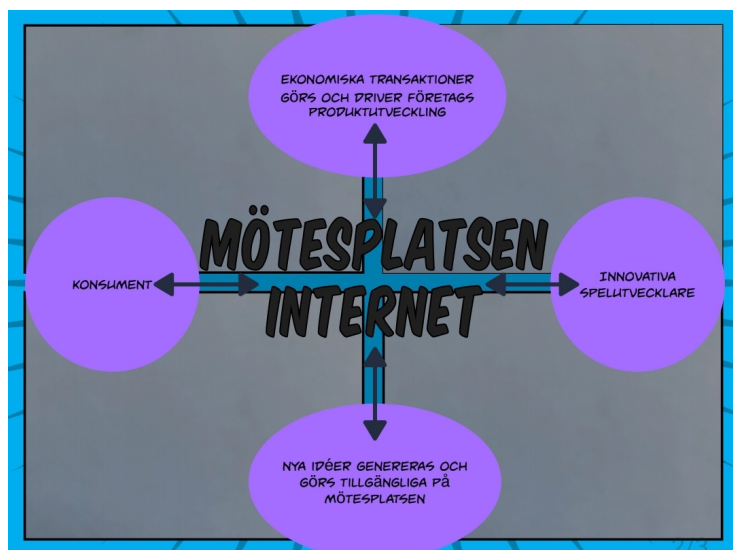 EKONOMISKA TRANSAKTIONER
GÖRS OCH DRIVER FÖRETAGS
PRODUKTUTVECKLING
MÖTESPLATSEN
INTERNET
KONSUMENT
INNOVATIVA
SPELUTVECKLARE
NYA IDÉER GENERERAS OCH
GÖRS TILLGÄNGLIGA PÅ
MÖTESPLATSEN